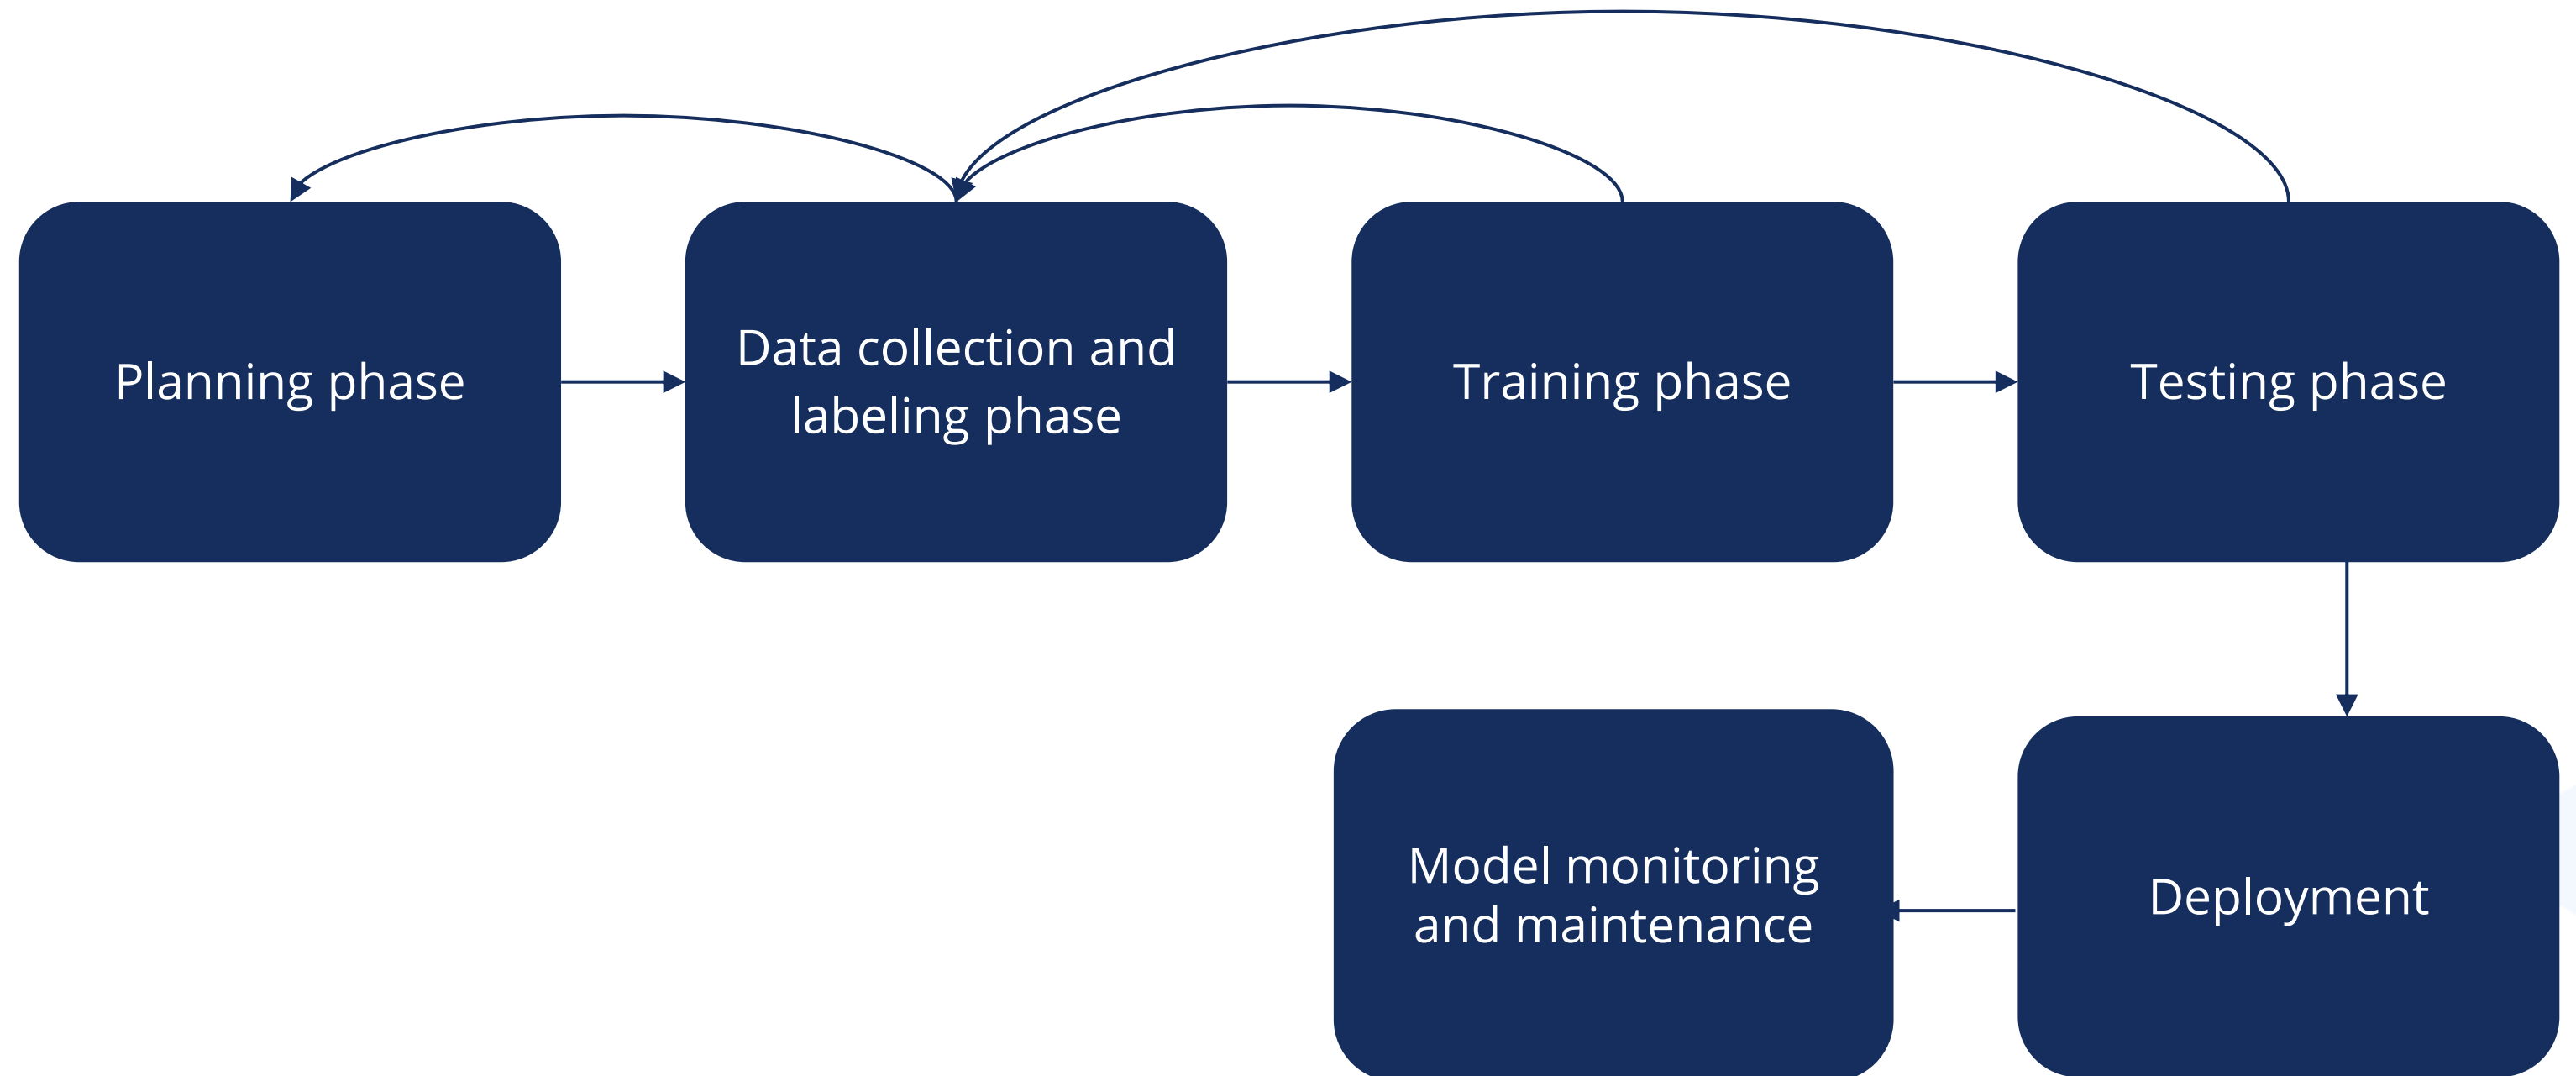 Planning phase
Data collection and
labeling phase
Training phase
Testing phase
Model monitoring
and maintenance
Deployment